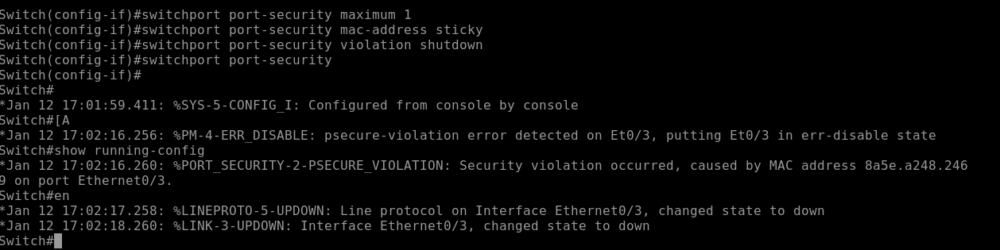 Switch(config-if)#switchport port-security maximum 1
Switch(config-if)#switchport port-security mac-address sticky
Switch(config-if)#switchport port-security violation shutdown
Switch(config-if)#switchport port-security
Switch(config-if)#
Switch#
*Jan 12 17:01:59.411: %SYS-5-CONFIG_I: Configured from console by console
Switch#[A
*Jan 12 17:02:16.256: %PM-4-ERR_DISABLE: psecure-violation error detected on Et0/3, putting Et0/3 in err-disable state
Switch#show running-config
*Jan 12 17:02:16.260: %PORT_SECURITY-2-PSECURE_VIOLATION: Security violation occurred, caused by MAC address 8a5e.a248.246
9 on port Ethernet0/3.
Switch#en
*Jan 12 17:02:17.258: %LINEPROTO-5-UPDOWN: Line protocol on Interface Ethernet0/3, changed state to down
*Jan 12 17:02:18.260: %LINK-3-UPDOWN: Interface Ethernet0/3, changed state to down
Switch#